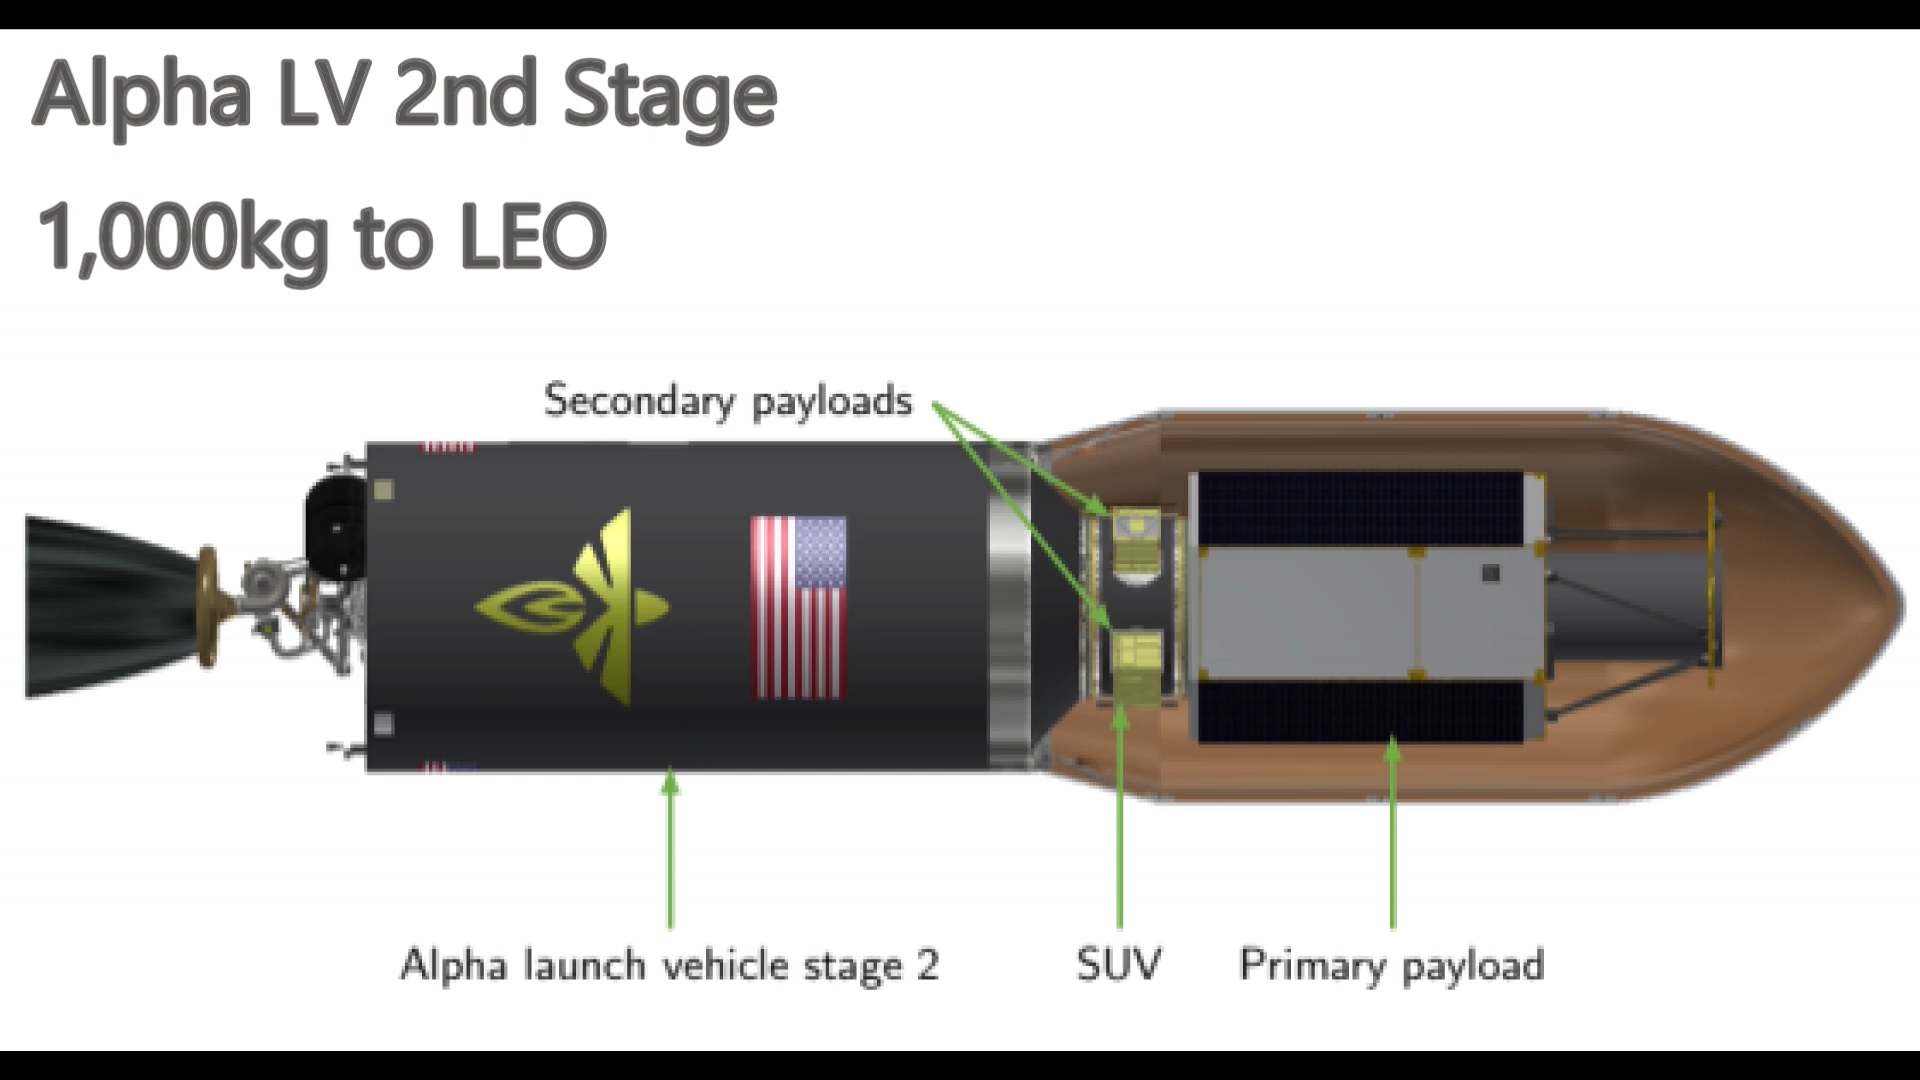 Alpha LV 2nd Stage
1,000kg to LEO
Secondary payloads
Alpha launch vehicle stage 2
SUV
Primary payload